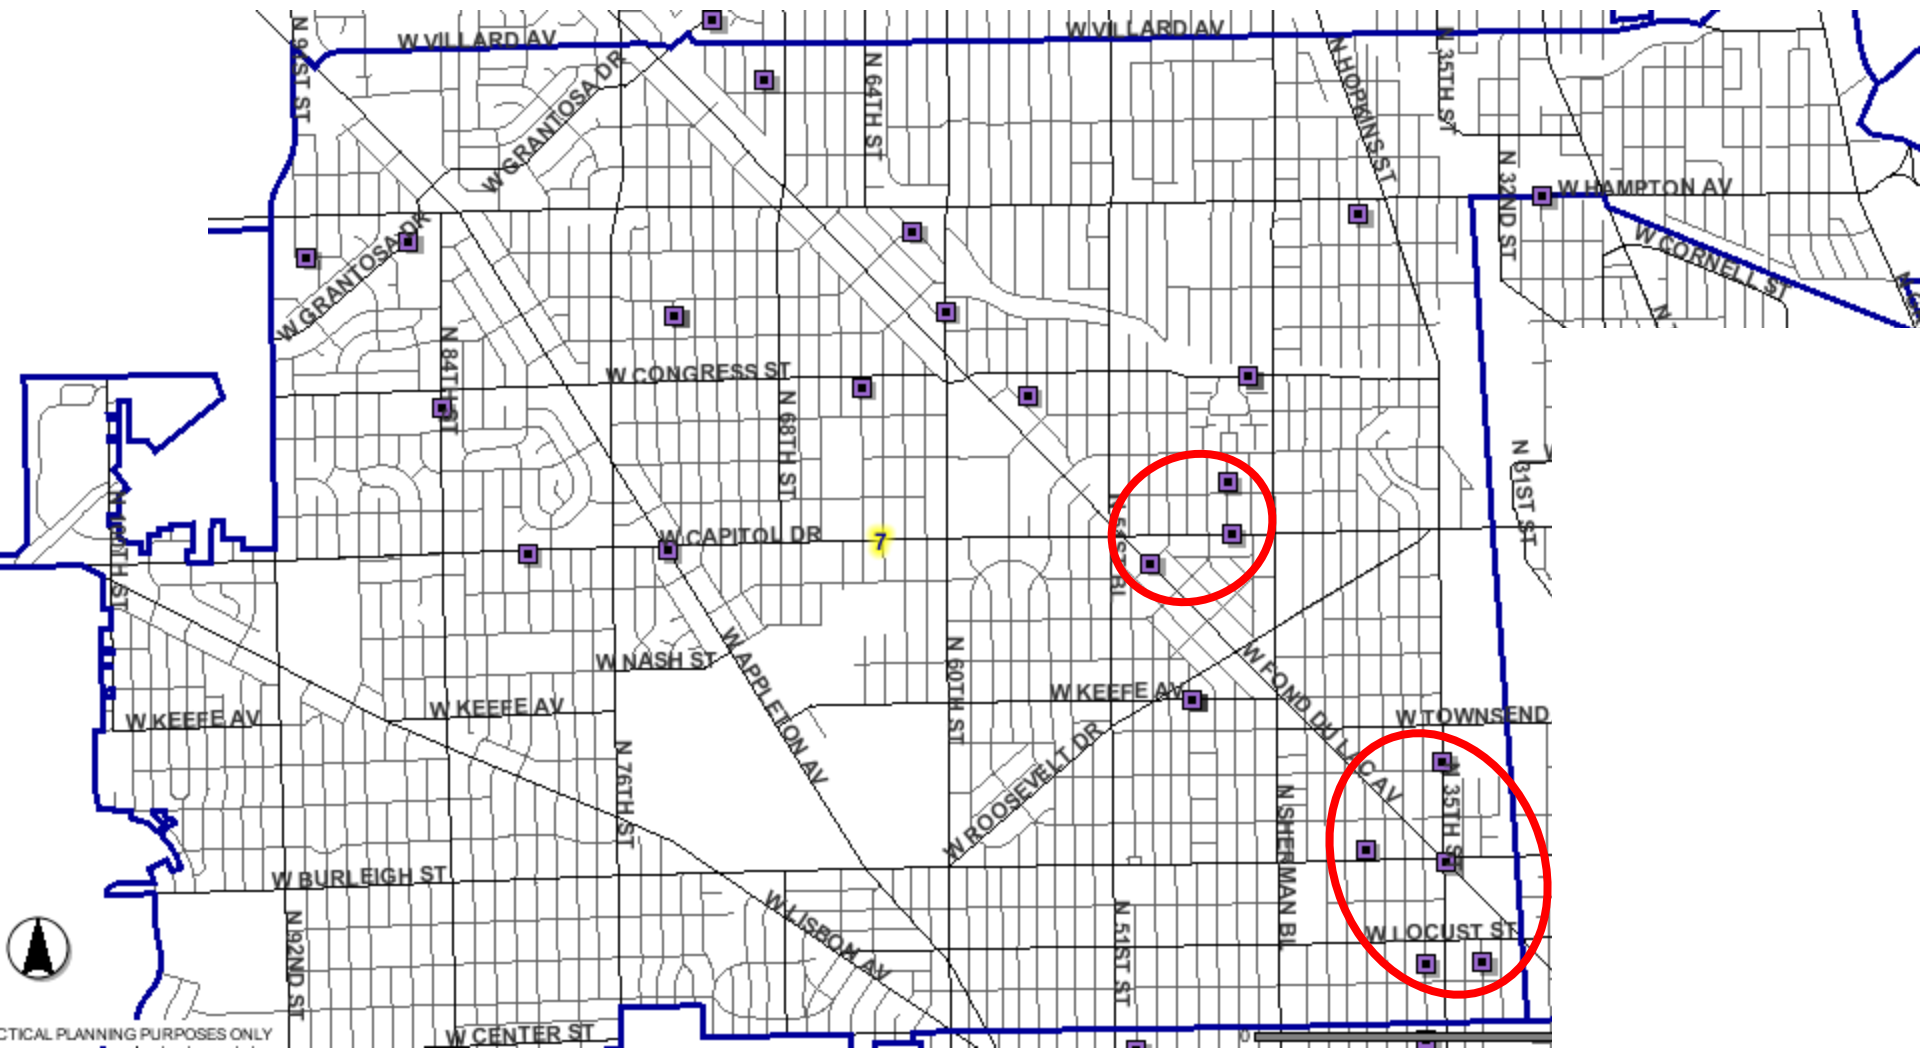 W VILLARD AV
W VILLARD AV
N 91ST ST
W GRANTOSA DR
N 64TH ST
N HOPKINS ST
N 35TH ST
N 32ND ST
W HAMPTON AV
W CORNELL ST
W GRANTOSA DR
N 84TH ST
W CONGRESS ST
N 68TH ST
N 31ST ST
W CAPITOL DR
7
N 51ST BL
W NASH ST
W APPLETON AV
N 60TH ST
W KEEFE AV
W KEEFE AV
W KEEFE AV
W FOND DU LAC AV
W TOWNSEND
W ROOSEVELT DR
N 76TH ST
N SHERMAN BL
N 35TH S
W BURLEIGH ST
W LISBON AV
N 92ND ST
N 51ST ST
W LOCUST ST
CTICAL PLANNING PURPOSES ONLY
W CENTER ST
0